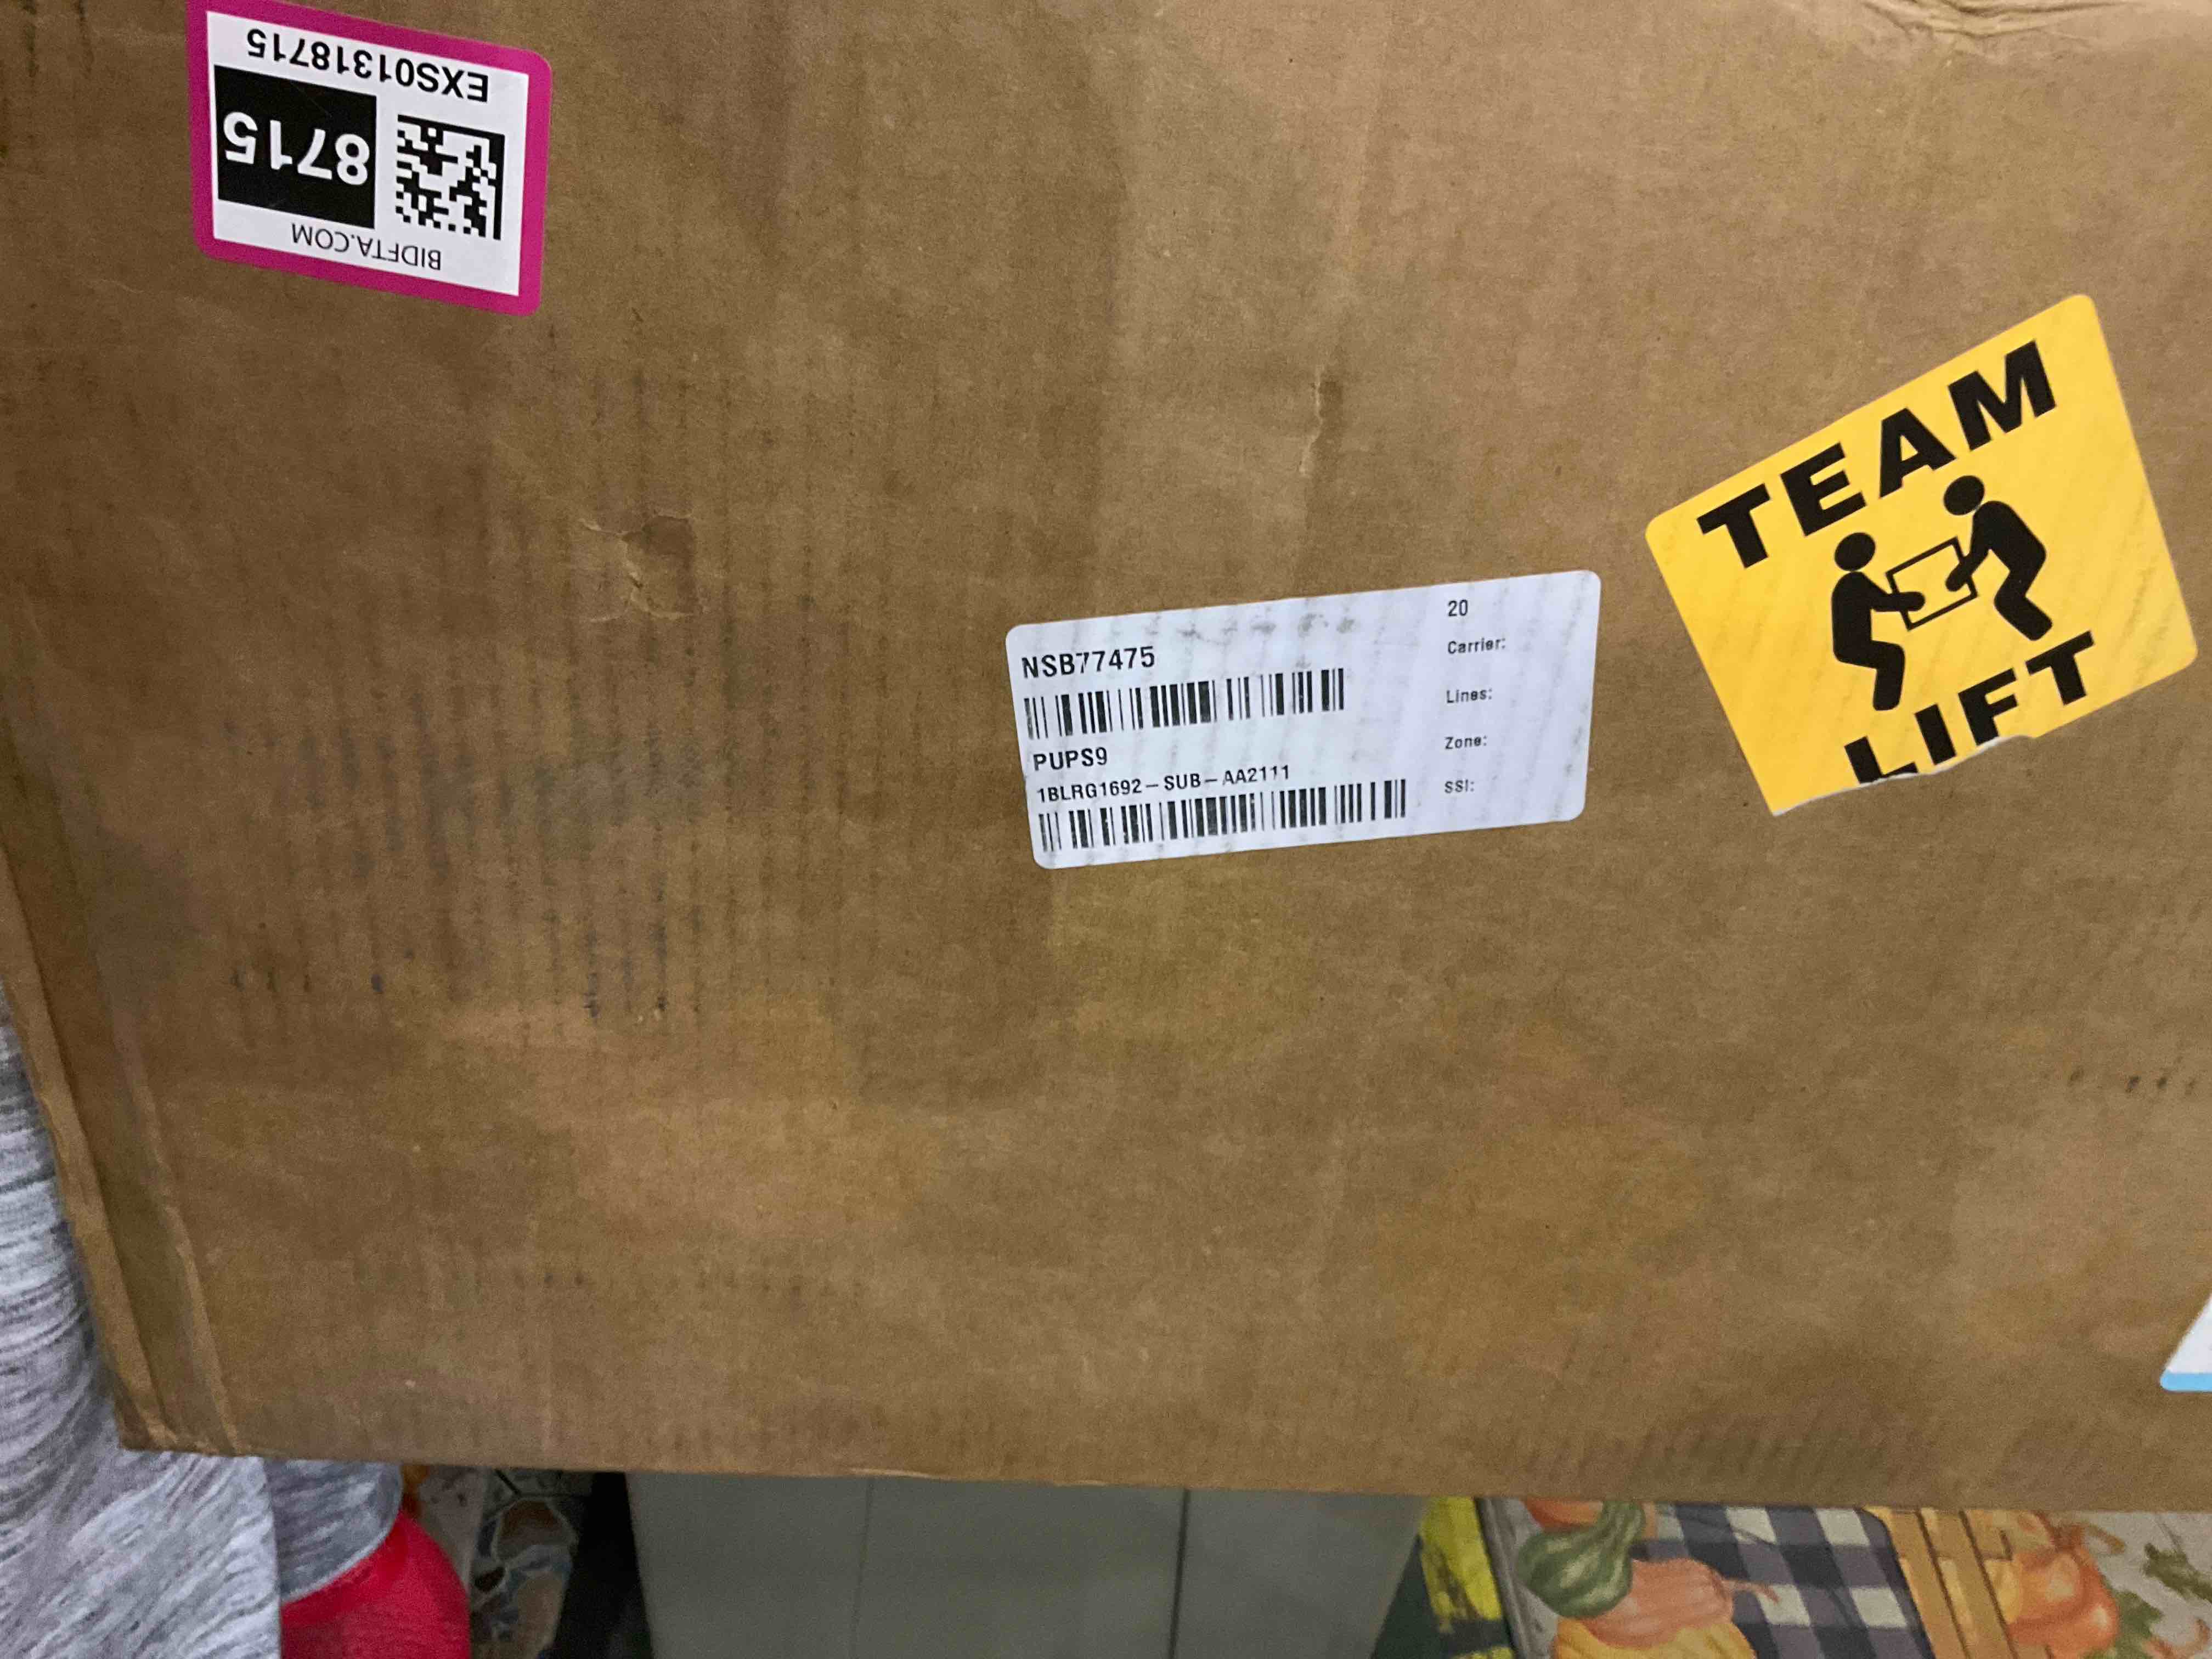 EXS01318715
8715
BIDFTA.COM
NSB77475
PUPS9
1BLRG1692-SUB-AA2111
20
Carrier:
Lines:
Zone:
SSI:
TEAM
LIFT